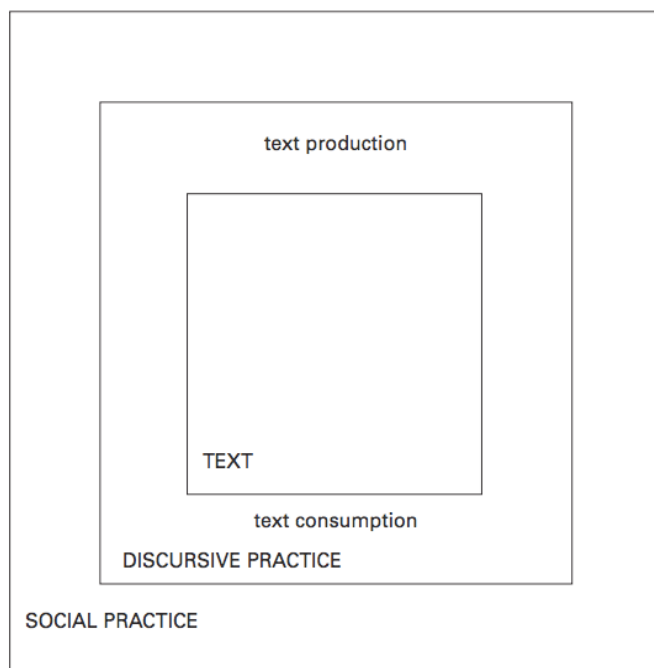 text production
TEXT
text consumption
DISCURSIVE PRACTICE
SOCIAL PRACTICE